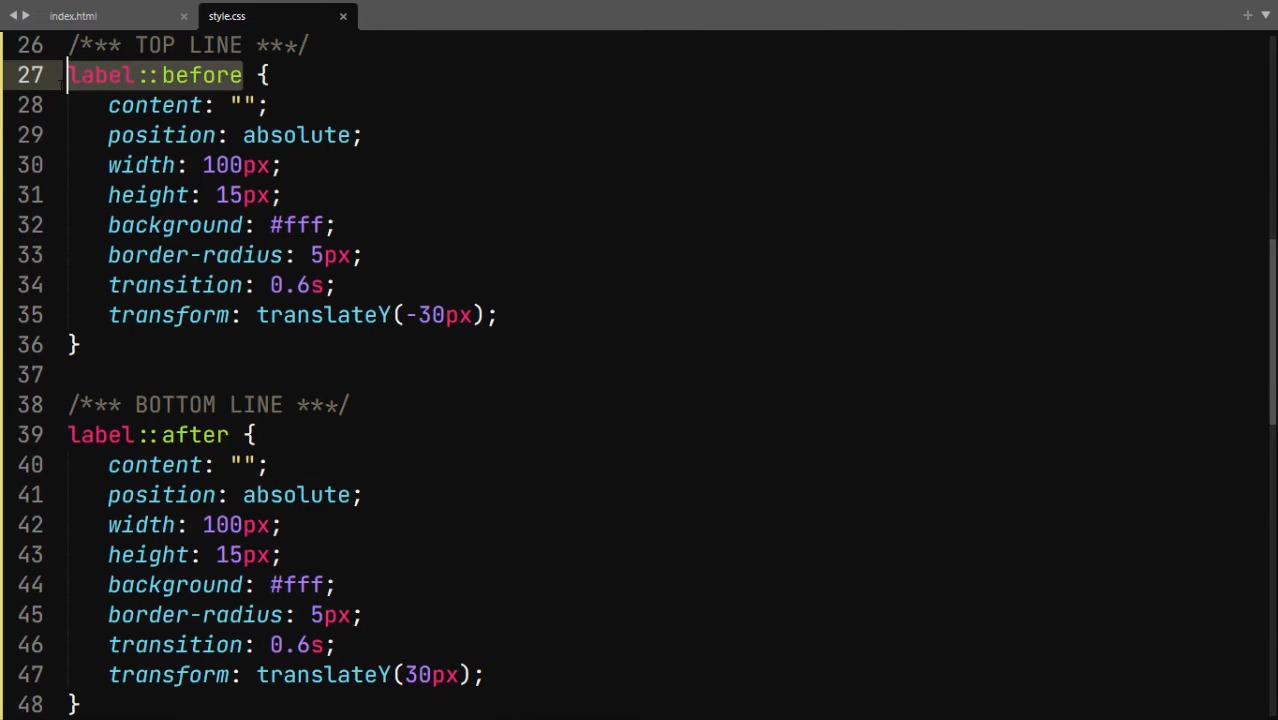 index.html × style.css ×
26 /*** TOP LINE ***/
27 label::before {
28 content: "";
29 position: absolute;
30 width: 100px;
31 height: 15px;
32 background: #fff;
33 border-radius: 5px;
34 transition: 0.6s;
35 transform: translateY(-30px);
36 }
37
38 /*** BOTTOM LINE ***/
39 label::after {
40 content: "";
41 position: absolute;
42 width: 100px;
43 height: 15px;
44 background: #fff;
45 border-radius: 5px;
46 transition: 0.6s;
47 transform: translateY(30px);
48 }